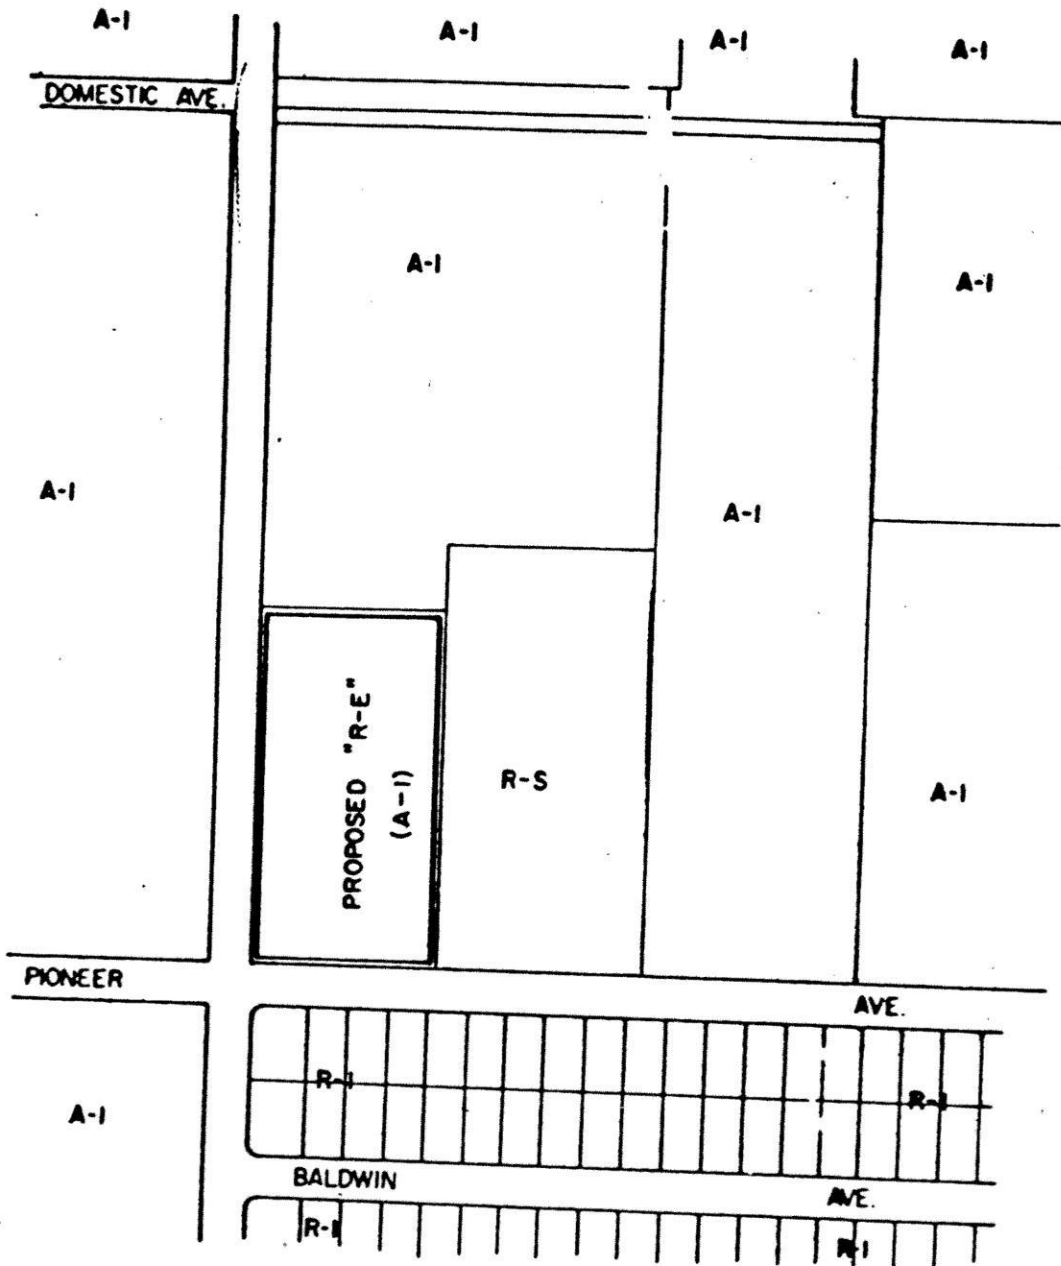 A-1
A-1
A-1
A-1
DOMESTIC AVE.
A-1
A-1
A-1
A-1
PROPOSED "R-E"
(A-1)
R-S
A-1
PIONEER
AVE.
R-1
R-1
A-1
BALDWIN
AVE.
R-1
R-1